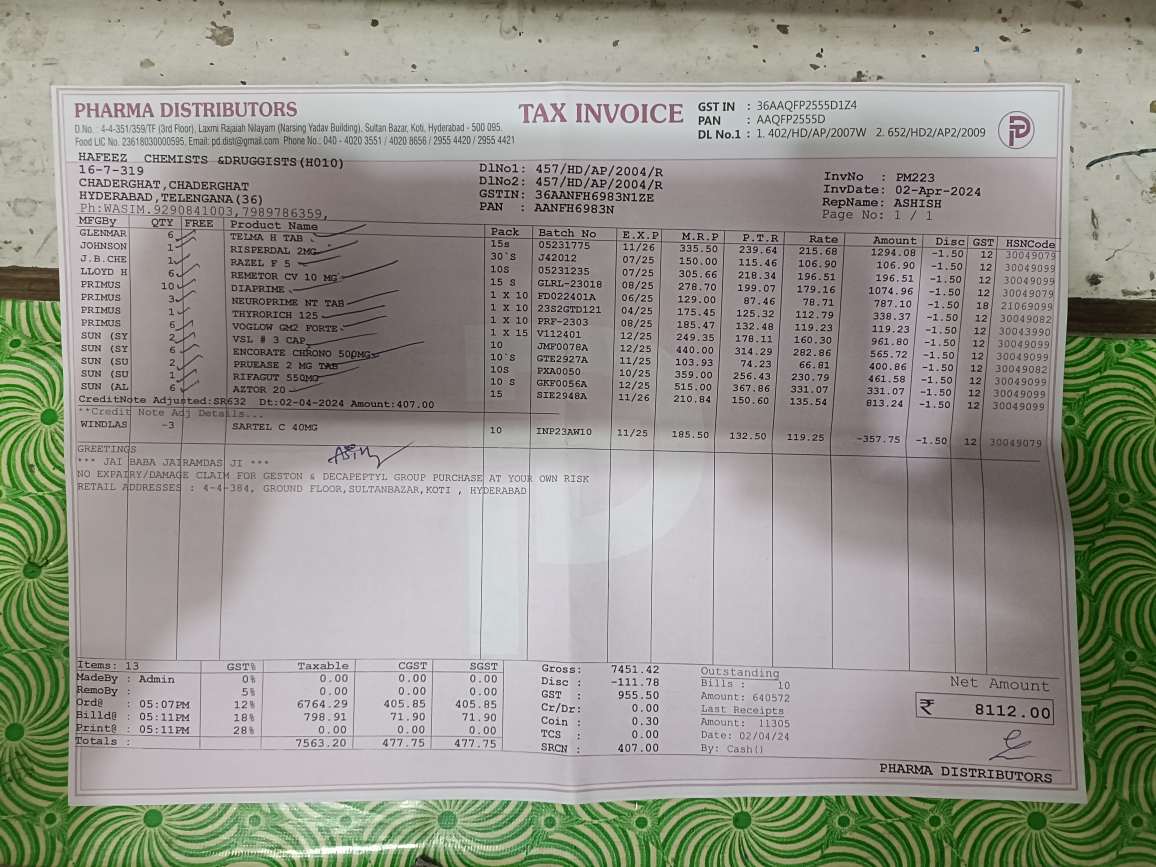 PHARMA DISTRIBUTORS
D.No. : 4-4-351/359/TF (3rd Floor), Laxmi Rajaiah Nilayam (Narsing Yadav Building), Sultan Bazar, Koti, Hyderabad - 500 095.
Food LIC No. 23618030000595, Email: pd.dist@gmail.com Phone No.: 040 - 4020 3551 / 4020 8656 / 2955 4420 / 2955 4421
TAX INVOICE
GST IN : 36AAQFP2555D1Z4
PAN : AAQFP2555D
DL No.1 : 1. 402/HD/AP/2007W 2. 652/HD2/AP2/2009
HAFEEZ CHEMISTS &DRUGGISTS(H010)
16-7-319
CHADERGHAT,CHADERGHAT
HYDERABAD,TELENGANA(36)
Ph:WASIM.9290841003,7989786359,
DlNo1: 457/HD/AP/2004/R
DlNo2: 457/HD/AP/2004/R
GSTIN: 36AANFH6983N1ZE
PAN : AANFH6983N
InvNo : PM223
InvDate: 02-Apr-2024
RepName: ASHISH
Page No: 1 / 1
MFGBy QTY FREE Product Name Pack Batch No E.X.P M.R.P P.T.R Rate Amount Disc GST HSNCode
GLENMAR 6 TELMA H TAB 15s 05231775 11/26 335.50 239.64 215.68 1294.08 -1.50 12 30049079
JOHNSON 1 RISPERDAL 2MG 30`S J42012 07/25 150.00 115.46 106.90 106.90 -1.50 12 30049099
J.B.CHE 1 RAZEL F 5 10S 05231235 07/25 305.66 218.34 196.51 196.51 -1.50 12 30049099
LLOYD H 6 REMETOR CV 10 MG 15 S GLRL-23018 08/25 278.70 199.07 179.16 1074.96 -1.50 12 30049079
PRIMUS 10 DIAPRIME 1 X 10 FD022401A 06/25 129.00 87.46 78.71 787.10 -1.50 18 21069099
PRIMUS 3 NEUROPRIME NT TAB 1 X 10 23S2GTD121 04/25 175.45 125.32 112.79 338.37 -1.50 12 30049082
PRIMUS 1 THYRORICH 125 1 X 10 PRF-2303 08/25 185.47 132.48 119.23 119.23 -1.50 12 30043990
PRIMUS 6 VOGLOW GM2 FORTE 1 X 15 V112401 12/25 249.35 178.11 160.30 961.80 -1.50 12
SUN (SY 2 VSL # 3 CAP 10 JMF0078A 12/25 440.00 314.29 282.86 565.72 -1.50 12 30049099
SUN (SY 6 ENCORATE CHRONO 500MG 10`S GTE2927A 11/25 103.93 74.23 66.81 400.86 -1.50 12 30049082
SUN (SU 2 PRUEASE 2 MG TAB 10S PXA0050 10/25 359.00 256.43 230.79 461.58 -1.50 12 30049099
SUN (SU 1 RIFAGUT 550MG 10 S GKF0056A 12/25 515.00 367.86 331.07 331.07 -1.50 12 30049099
SUN (AL 6 AZTOR 20 15 SIE2948A 11/26 210.84 150.60 135.54 813.24 -1.50 12 30049099
CreditNote Adjusted:SR632 Dt:02-04-2024 Amount:407.00
**Credit Note Adj Details...
WINDLAS -3 SARTEL C 40MG 10 INP23AW10 11/25 185.50 132.50 119.25 -357.75 -1.50 12 30049079
GREETINGS
*** JAI BABA JAIRAMDAS JI ***
NO EXPAIRY/DAMAGE CLAIM FOR GESTON & DECAPEPTYL GROUP PURCHASE AT YOUR OWN RISK
RETAIL ADDRESSES : 4-4-384, GROUND FLOOR,SULTANBAZAR,KOTI , HYDERABAD
Items: 13 GST% Taxable CGST SGST
MadeBy : Admin 0% 0.00 0.00 0.00
RemoBy : 5% 0.00 0.00 0.00
Ord@ : 05:07PM 12% 6764.29 405.85 405.85
Billd@ : 05:11PM 18% 798.91 71.90 71.90
Print@ : 05:11PM 28% 0.00 0.00 0.00
Totals : 7563.20 477.75 477.75
Gross: 7451.42
Disc : -111.78
GST : 955.50
Cr/Dr: 0.00
Coin : 0.30
TCS : 0.00
SRCN : 407.00
Outstanding
Bills : 10
Amount: 640572
Last Receipts
Amount: 11305
Date: 02/04/24
By: Cash()
Net Amount
₹ 8112.00
PHARMA DISTRIBUTORS